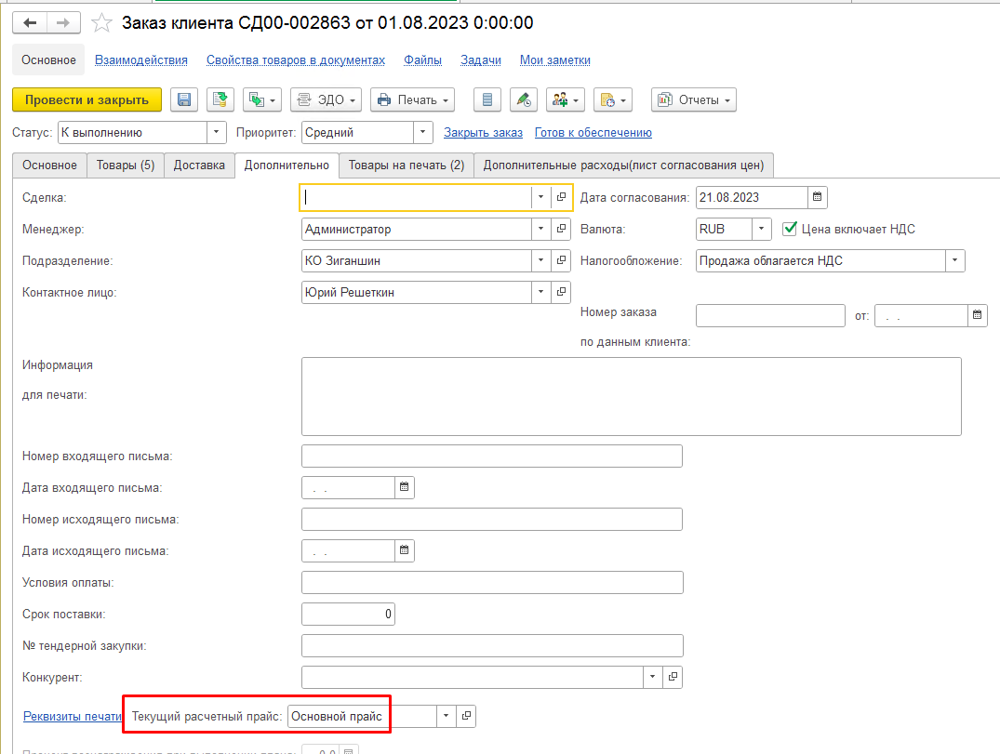 Заказ клиента СД00-002863 от 01.08.2023 0:00:00
Основное Взаимодействия Свойства товаров в документах Файлы Задачи Мои заметки
Провести и закрыть ЭДО Печать Отчеты
Статус: К выполнению Приоритет: Средний Закрыть заказ Готов к обеспечению
Основное Товары (5) Доставка Дополнительно Товары на печать (2) Дополнительные расходы(лист согласования цен)
Сделка: Дата согласования: 21.08.2023
Менеджер: Администратор Валюта: RUB Цена включает НДС
Подразделение: КО Зиганшин Налогообложение: Продажа облагается НДС
Контактное лицо: Юрий Решеткин
Номер заказа
по данным клиента: от: . .
Информация
для печати:
Номер входящего письма:
Дата входящего письма: . .
Номер исходящего письма:
Дата исходящего письма: . .
Условия оплаты:
Срок поставки: 0
№ тендерной закупки:
Конкурент:
Реквизиты печати Текущий расчетный прайс: Основной прайс